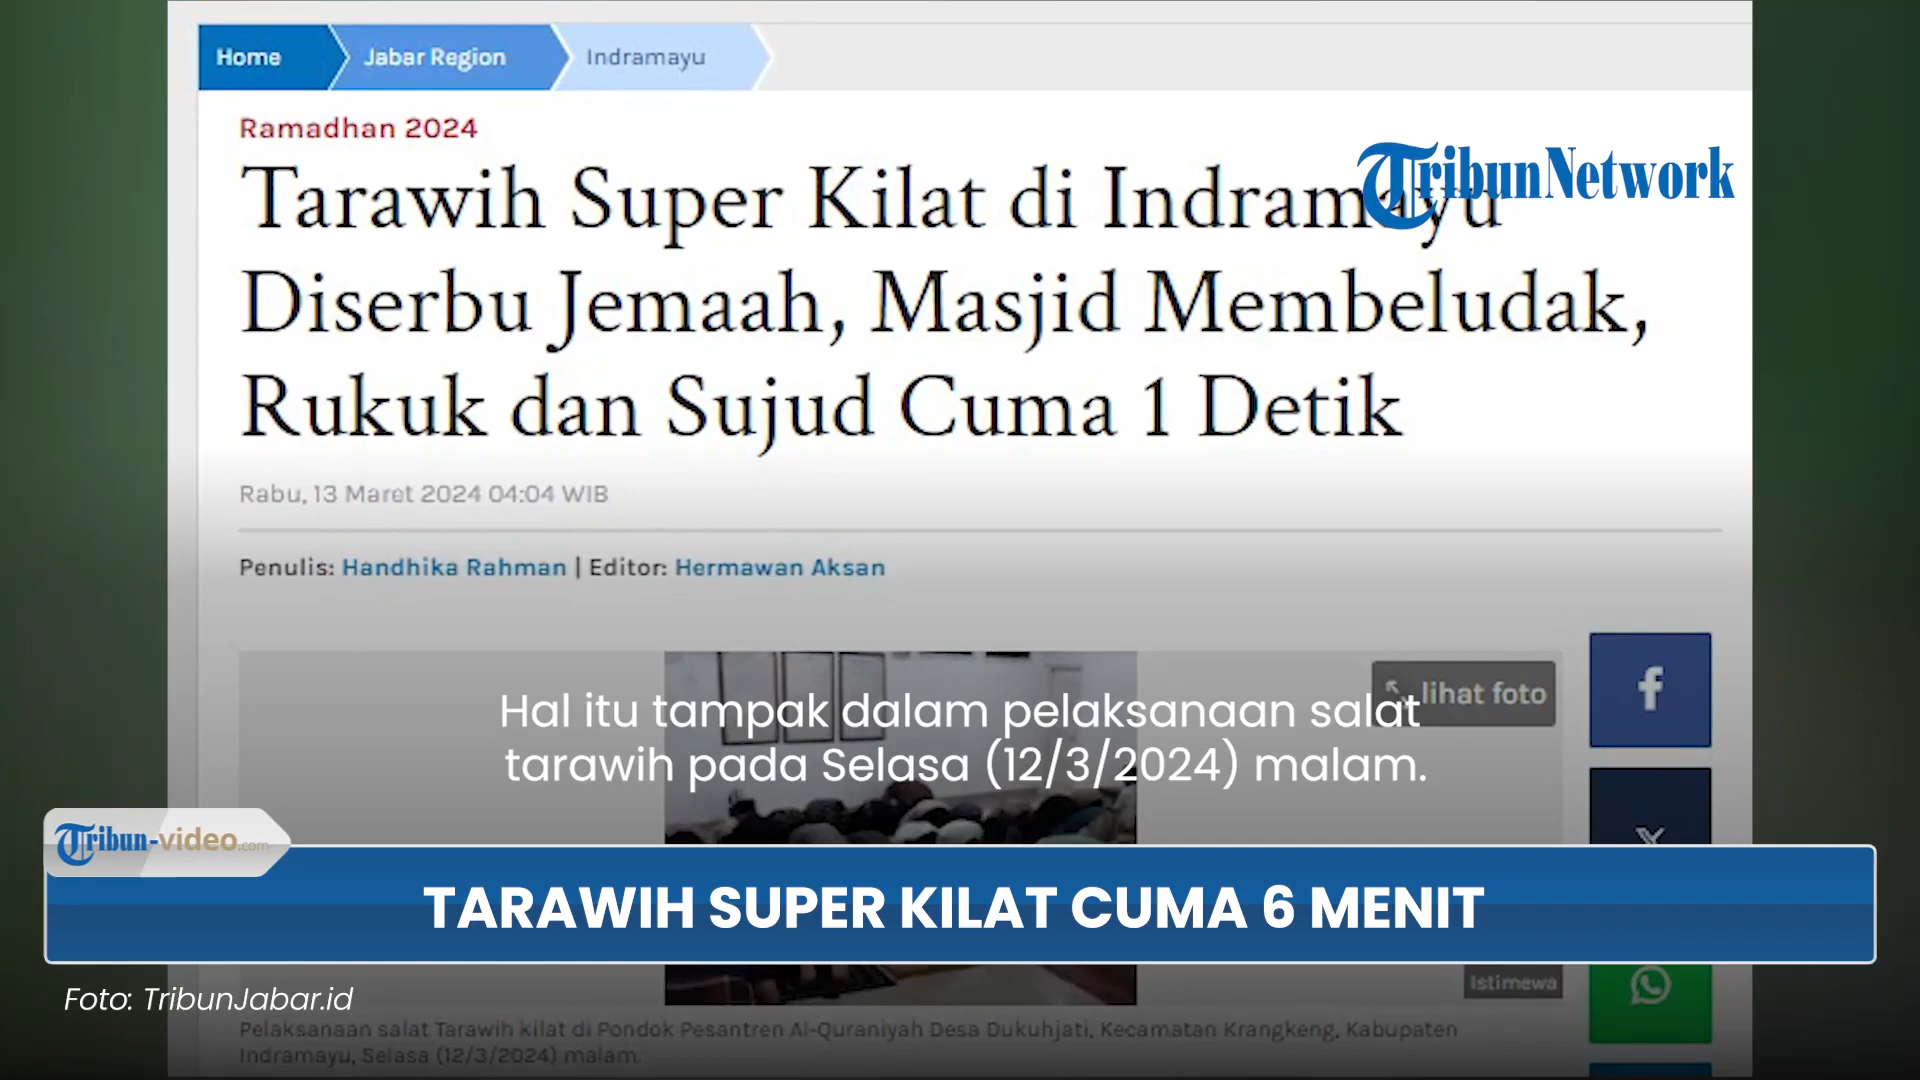 Home
Jabar Region
Indramayu
Ramadhan 2024
TribunNetwork
Tarawih Super Kilat di Indramayu
Diserbu Jemaah, Masjid Membeludak,
Rukuk dan Sujud Cuma 1 Detik
Rabu, 13 Maret 2024 04:04 WIB
Penulis: Handhika Rahman | Editor: Hermawan Aksan
lihat foto
Hal itu tampak dalam pelaksanaan salat
tarawih pada Selasa (12/3/2024) malam.
Tribun-video.com
TARAWIH SUPER KILAT CUMA 6 MENIT
Istimewa
Foto: TribunJabar.id
Pelaksanaan salat Tarawih kilat di Pondok Pesantren Al-Quraniyah Desa Dukuhjati, Kecamatan Krangkeng, Kabupaten
Indramayu, Selasa (12/3/2024) malam.